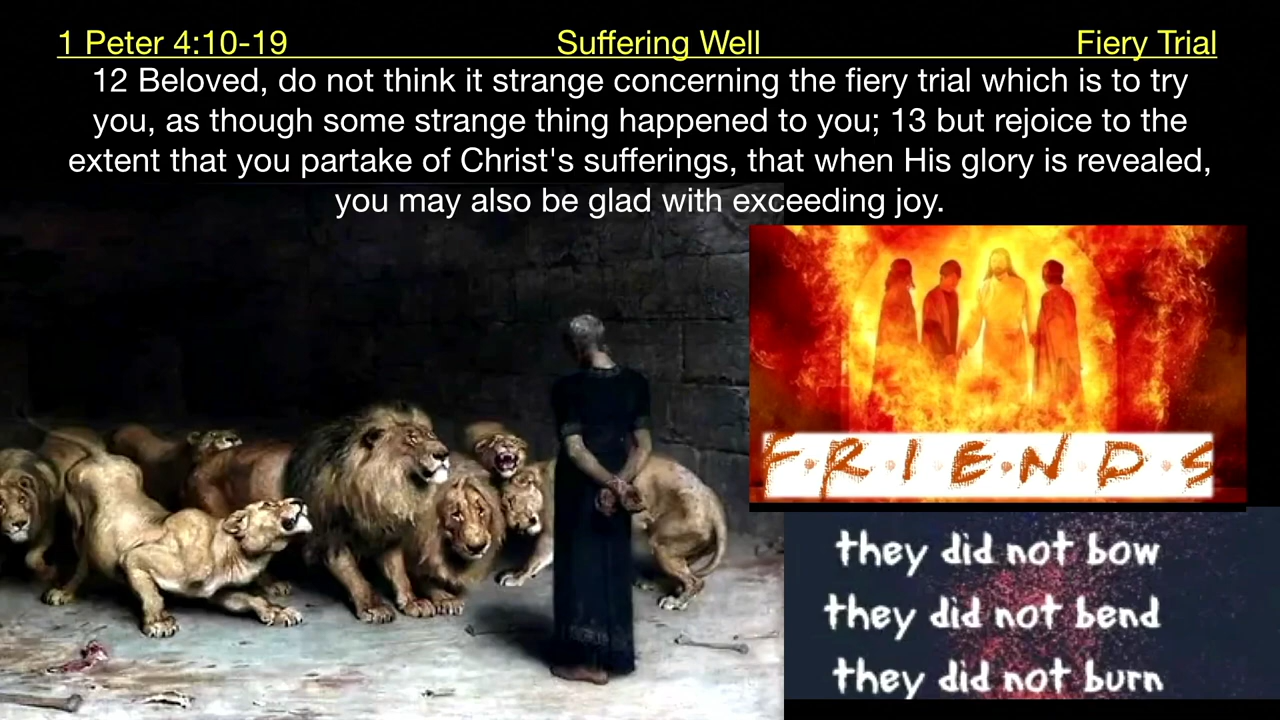 1 Peter 4:10-19 Suffering Well Fiery Trial
12 Beloved, do not think it strange concerning the fiery trial which is to try
you, as though some strange thing happened to you; 13 but rejoice to the
extent that you partake of Christ's sufferings, that when His glory is revealed,
you may also be glad with exceeding joy.
F·R·I·E·N·D·S
they did not bow
they did not bend
they did not burn